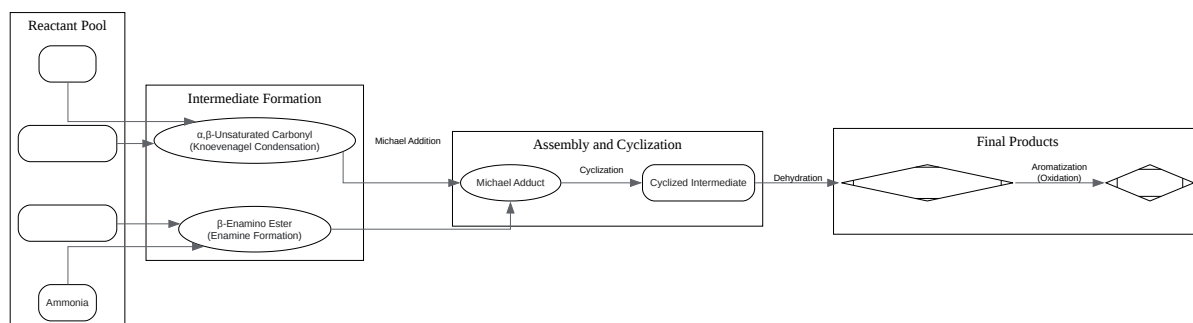 Reactant Pool
Intermediate Formation
α,β-Unsaturated Carbonyl
(Knoevenagel Condensation)
β-Enamino Ester
(Enamine Formation)
Ammonia
Michael Addition
Assembly and Cyclization
Michael Adduct
Cyclization
Cyclized Intermediate
Dehydration
Final Products
Aromatization
(Oxidation)